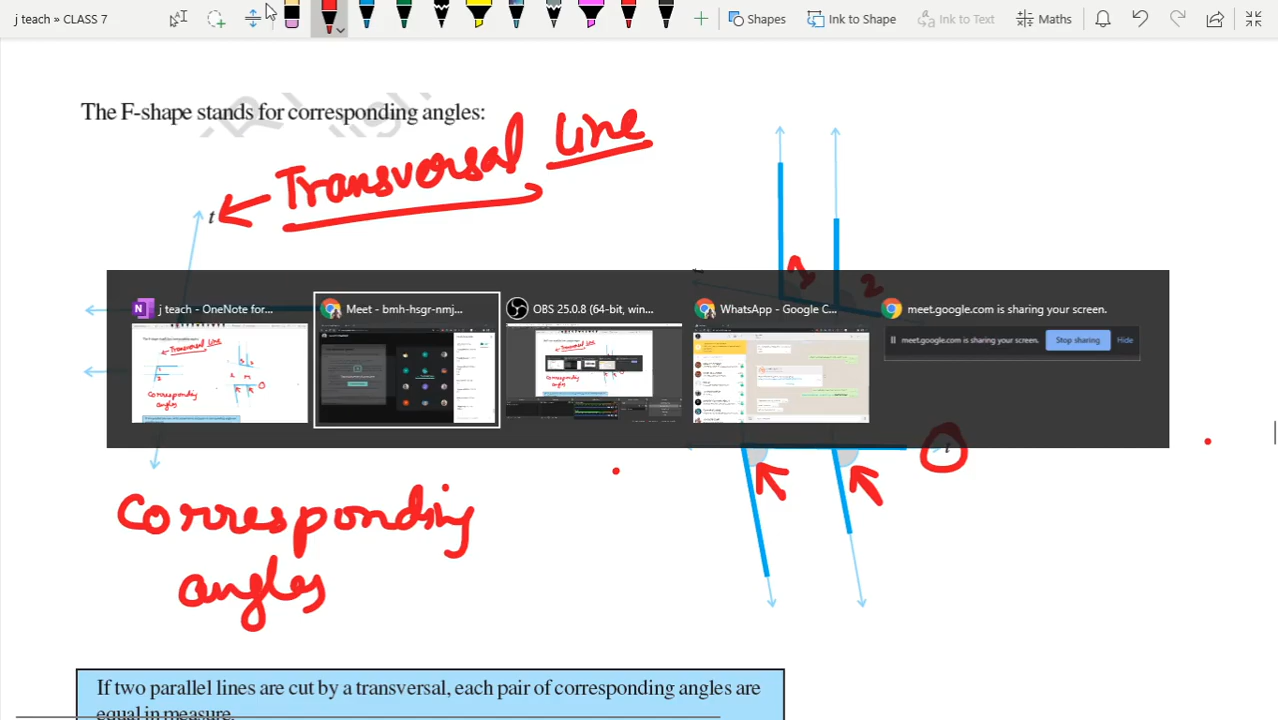 j teach » CLASS 7
Shapes
Ink to Shape
Ink to Text
Maths
The F-shape stands for corresponding angles:
Transversal Line
t
1
2
j teach - OneNote for...
Meet - bmh-hsgr-nmj...
OBS 25.0.8 (64-bit, win...
WhatsApp - Google C...
meet.google.com is sharing your screen.
meet.google.com is sharing your screen.
Stop sharing
Hide
t
Corresponding
angles
If two parallel lines are cut by a transversal, each pair of corresponding angles are
equal in measure.